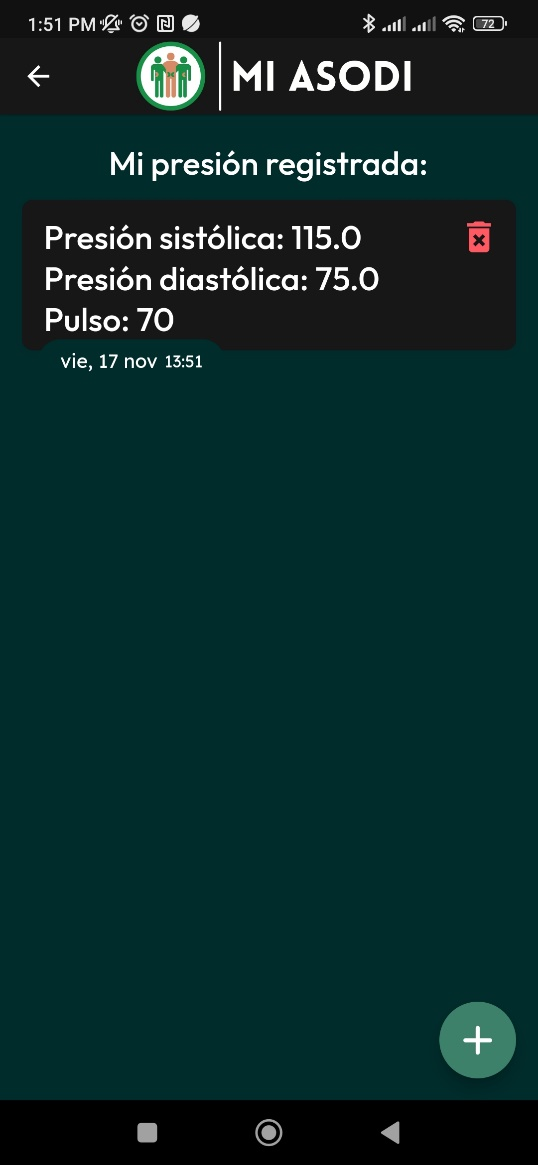 1:51 PM 72
MI ASODI
Mi presión registrada:
Presión sistólica: 115.0
Presión diastólica: 75.0
Pulso: 70
vie, 17 nov 13:51